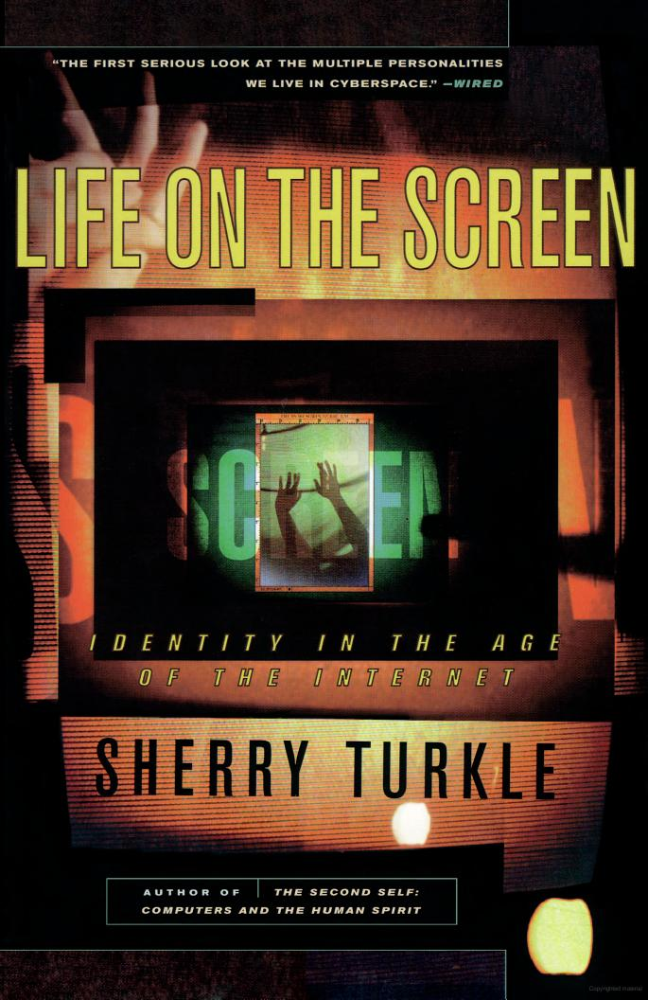 “THE FIRST SERIOUS LOOK AT THE MULTIPLE PERSONALITIES
WE LIVE IN CYBERSPACE.” —WIRED
LIFE ON THE SCREEN
SCREEN
IDENTITY IN THE AGE
OF THE INTERNET
SHERRY TURKLE
AUTHOR OF THE SECOND SELF:
COMPUTERS AND THE HUMAN SPIRIT
Copyrighted material